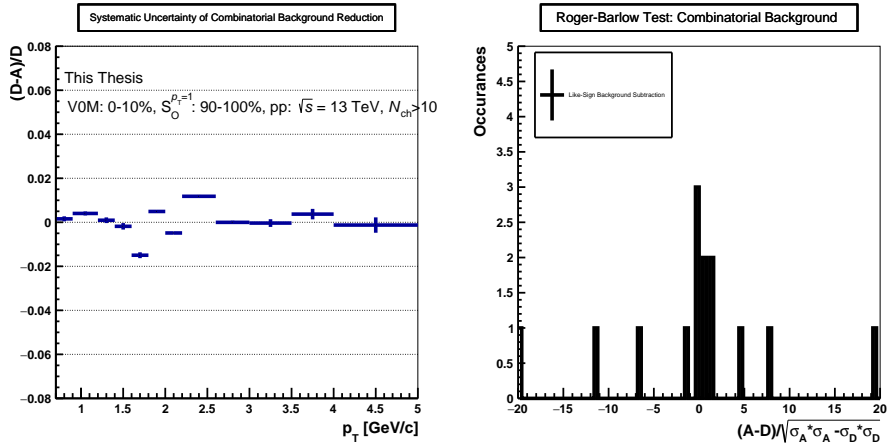 Systematic Uncertainty of Combinatorial Background Reduction
(D-A)/D
0.08
0.06
0.04
0.02
0
−0.02
−0.04
−0.06
−0.08
This Thesis
V0M: 0-10%, S_O^{p_T=1}: 90-100%, pp: √s = 13 TeV, N_ch>10
1 1.5 2 2.5 3 3.5 4 4.5 5
p_T [GeV/c]
Roger-Barlow Test: Combinatorial Background
Occurances
5
4.5
4
3.5
3
2.5
2
1.5
1
0.5
0
Like-Sign Background Subtraction
−20 −15 −10 −5 0 5 10 15 20
(A-D)/√σ_A*σ_A -σ_D*σ_D